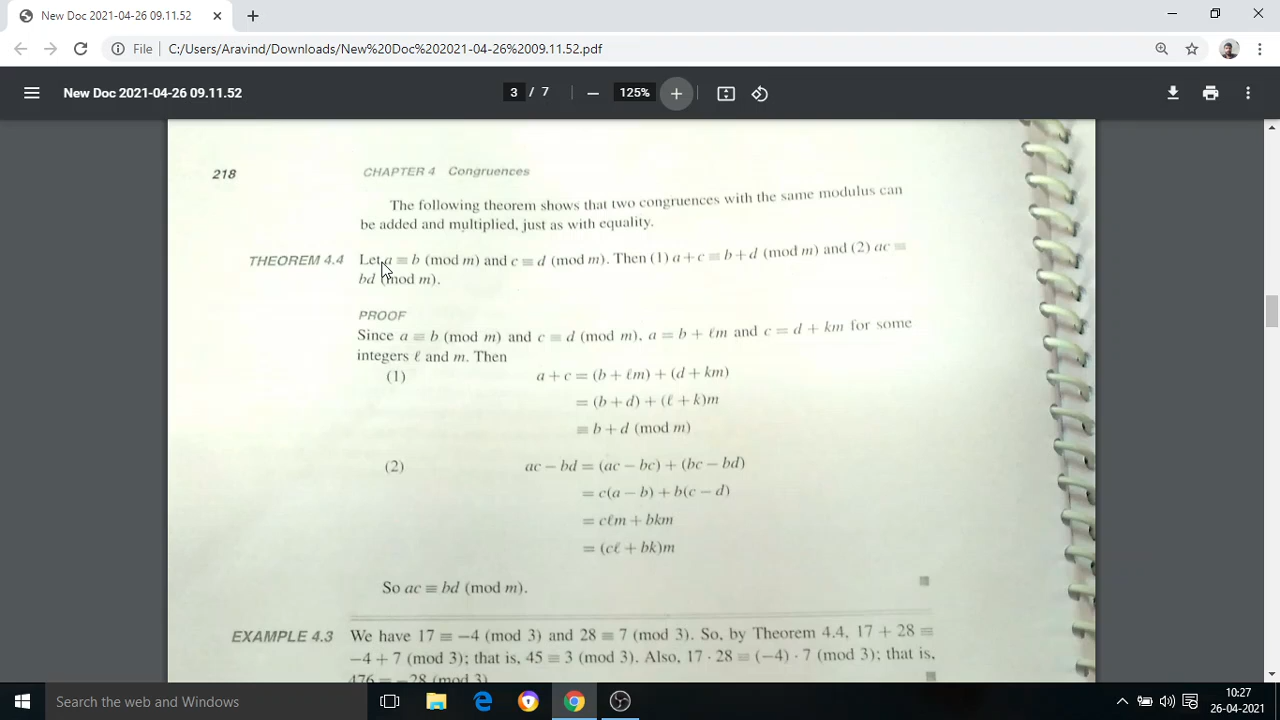 New Doc 2021-04-26 09.11.52
File C:/Users/Aravind/Downloads/New%20Doc%202021-04-26%2009.11.52.pdf
New Doc 2021-04-26 09.11.52 3 / 7 125%
218 CHAPTER 4 Congruences
The following theorem shows that two congruences with the same modulus can
be added and multiplied, just as with equality.
THEOREM 4.4 Let a ≡ b (mod m) and c ≡ d (mod m). Then (1) a + c ≡ b + d (mod m) and (2) ac ≡
bd (mod m).
PROOF
Since a ≡ b (mod m) and c ≡ d (mod m), a = b + ℓm and c = d + km for some
integers ℓ and m. Then
(1) a + c = (b + ℓm) + (d + km)
= (b + d) + (ℓ + k)m
≡ b + d (mod m)
(2) ac − bd = (ac − bc) + (bc − bd)
= c(a − b) + b(c − d)
= cℓm + bkm
= (cℓ + bk)m
So ac ≡ bd (mod m).
EXAMPLE 4.3 We have 17 ≡ −4 (mod 3) and 28 ≡ 7 (mod 3). So, by Theorem 4.4, 17 + 28 ≡
−4 + 7 (mod 3); that is, 45 ≡ 3 (mod 3). Also, 17 · 28 ≡ (−4) · 7 (mod 3); that is,
476 ≡ −28 (mod 3)
Search the web and Windows
10:27
26-04-2021